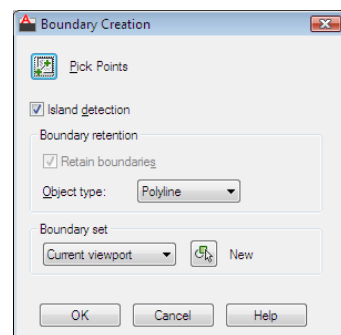 Boundary Creation
Pick Points
Island detection
Boundary retention
Retain boundaries
Object type: Polyline
Boundary set
Current viewport New
OK Cancel Help